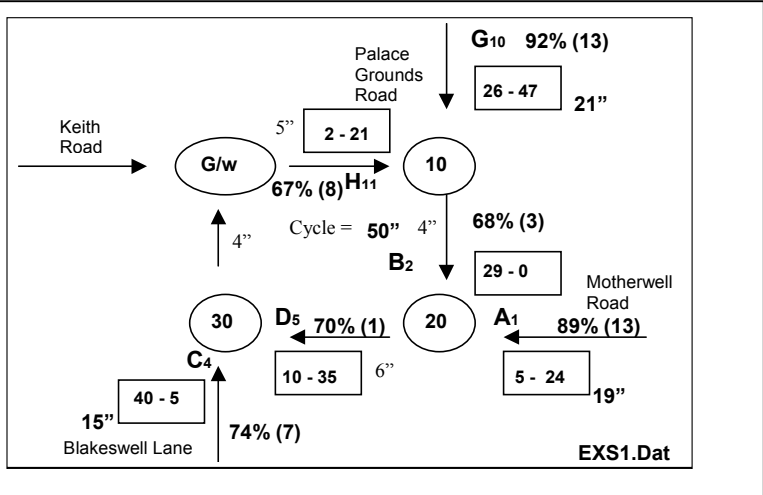 G10 92% (13)
Palace
Grounds
Road
26 - 47
21”
Keith
Road
5”
2 - 21
G/w
10
67% (8) H11
Cycle = 50” 4”
68% (3)
4”
B2
29 - 0
Motherwell
Road
30
D5
70% (1)
20
A1
89% (13)
C4
10 - 35
6”
5 - 24
19”
40 - 5
15”
74% (7)
Blakeswell Lane
EXS1.Dat